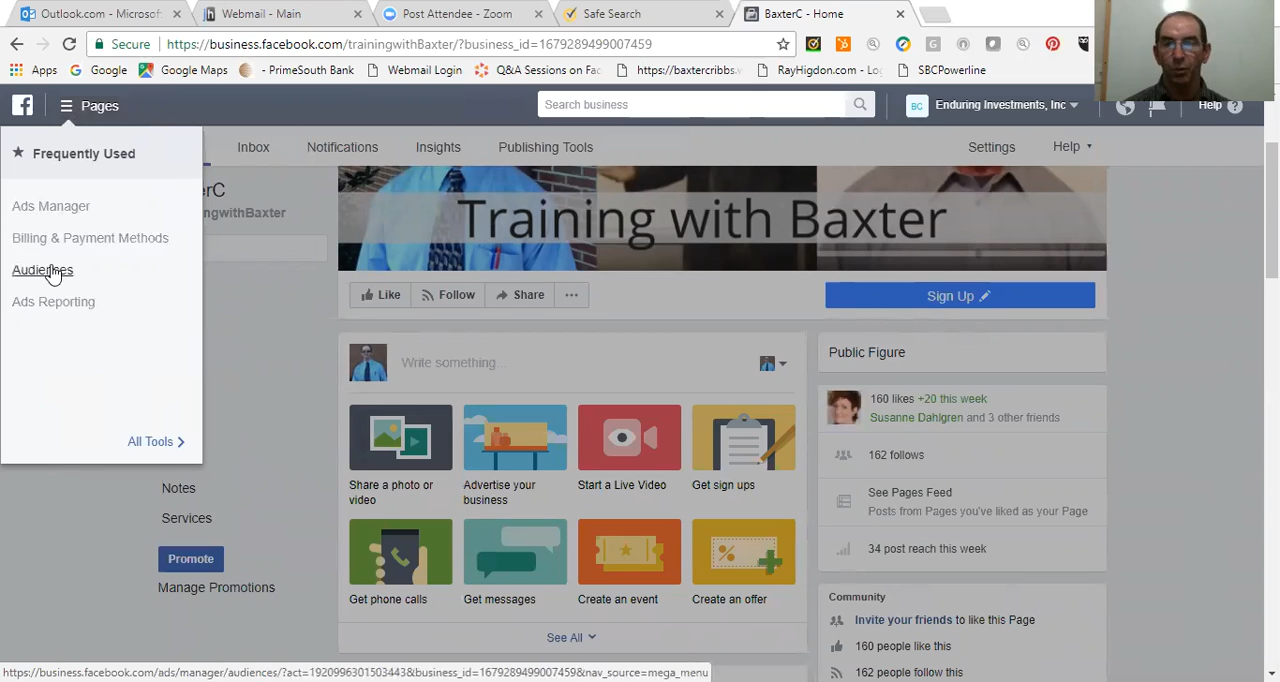 Outlook.com - Microsof
Webmail - Main
Post Attendee - Zoom
Safe Search
BaxterC - Home
Secure
https://business.facebook.com/trainingwithBaxter/?business_id=1679289499007459
Apps
Google
Google Maps
- PrimeSouth Bank
Webmail Login
Q&A Sessions on Fac
https://baxtercribbs.w
RayHigdon.com - Log
SBCPowerline
Pages
Search business
BC
Enduring Investments, Inc
Help
Frequently Used
Inbox
Notifications
Insights
Publishing Tools
Settings
Help
Ads Manager
Billing & Payment Methods
Audiences
Ads Reporting
All Tools
erC
ngwithBaxter
Training with Baxter
Like
Follow
Share
Sign Up
Write something...
Public Figure
160 likes +20 this week
Susanne Dahlgren and 3 other friends
162 follows
See Pages Feed
Posts from Pages you've liked as your Page
34 post reach this week
Share a photo or video
Advertise your business
Start a Live Video
Get sign ups
Get phone calls
Get messages
Create an event
Create an offer
See All
Notes
Services
Promote
Manage Promotions
Community
Invite your friends to like this Page
160 people like this
162 people follow this
https://business.facebook.com/ads/manager/audiences/?act=1920996301503443&business_id=1679289499007459&nav_source=mega_menu